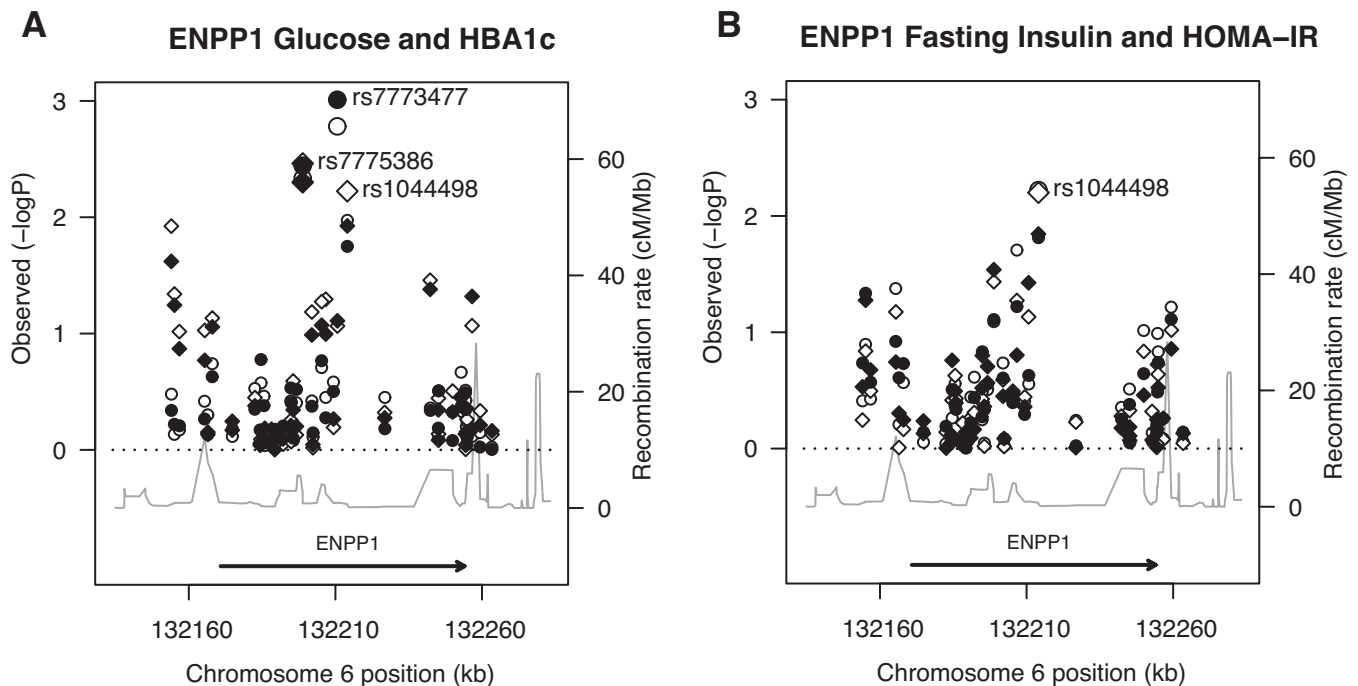 A
ENPP1 Glucose and HBA1c
Observed (−logP)
3
2
1
0
rs7773477
rs7775386
rs1044498
60
40
20
0
Recombination rate (cM/Mb)
ENPP1
132160
132210
132260
Chromosome 6 position (kb)
B
ENPP1 Fasting Insulin and HOMA−IR
Observed (−logP)
3
2
1
0
rs1044498
60
40
20
0
Recombination rate (cM/Mb)
ENPP1
132160
132210
132260
Chromosome 6 position (kb)